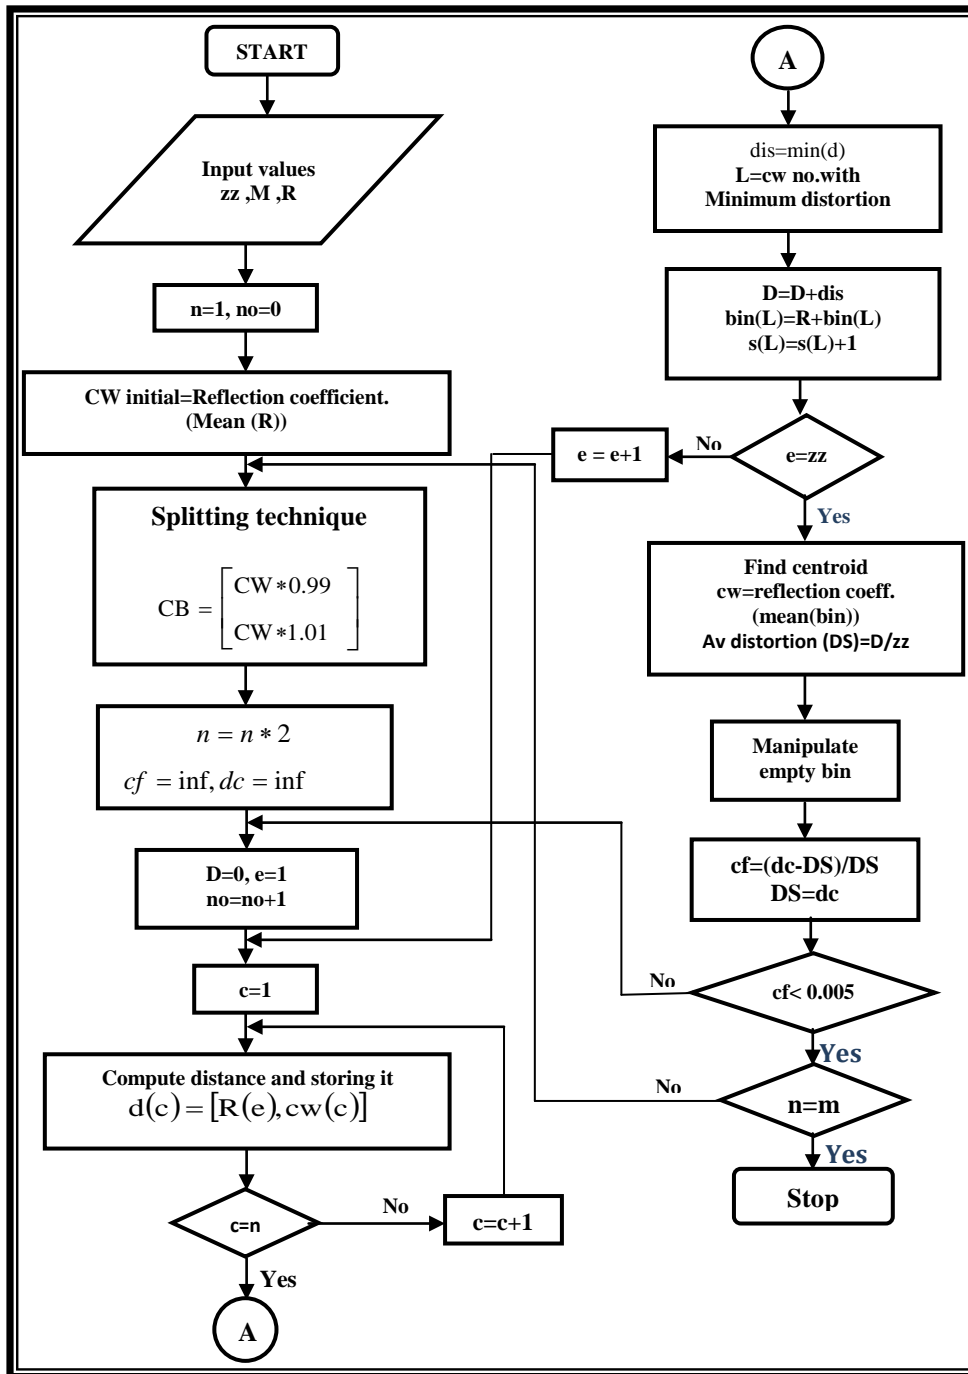 START
Input values
zz ,M ,R
n=1, no=0
CW initial=Reflection coefficient.
(Mean (R))
Splitting technique
CB = [CW*0.99
CW*1.01]
n = n * 2
cf = inf, dc = inf
D=0, e=1
no=no+1
c=1
Compute distance and storing it
d(c) = [R(e), cw(c)]
c=n
No
c=c+1
Yes
A
A
dis=min(d)
L=cw no.with
Minimum distortion
D=D+dis
bin(L)=R+bin(L)
s(L)=s(L)+1
e=zz
No
e = e+1
Yes
Find centroid
cw=reflection coeff.
(mean(bin))
Av distortion (DS)=D/zz
Manipulate
empty bin
cf=(dc-DS)/DS
DS=dc
cf< 0.005
No
Yes
n=m
No
Yes
Stop